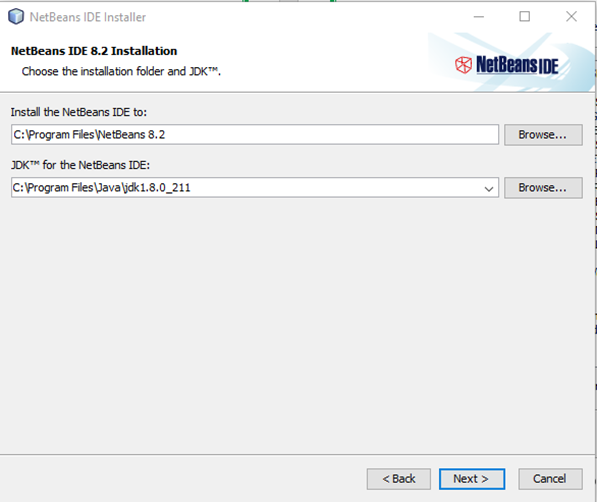 NetBeans IDE Installer
NetBeans IDE 8.2 Installation
Choose the installation folder and JDK™.
NetBeans IDE
Install the NetBeans IDE to:
C:\Program Files\NetBeans 8.2
Browse...
JDK™ for the NetBeans IDE:
C:\Program Files\Java\jdk1.8.0_211
Browse...
< Back
Next >
Cancel